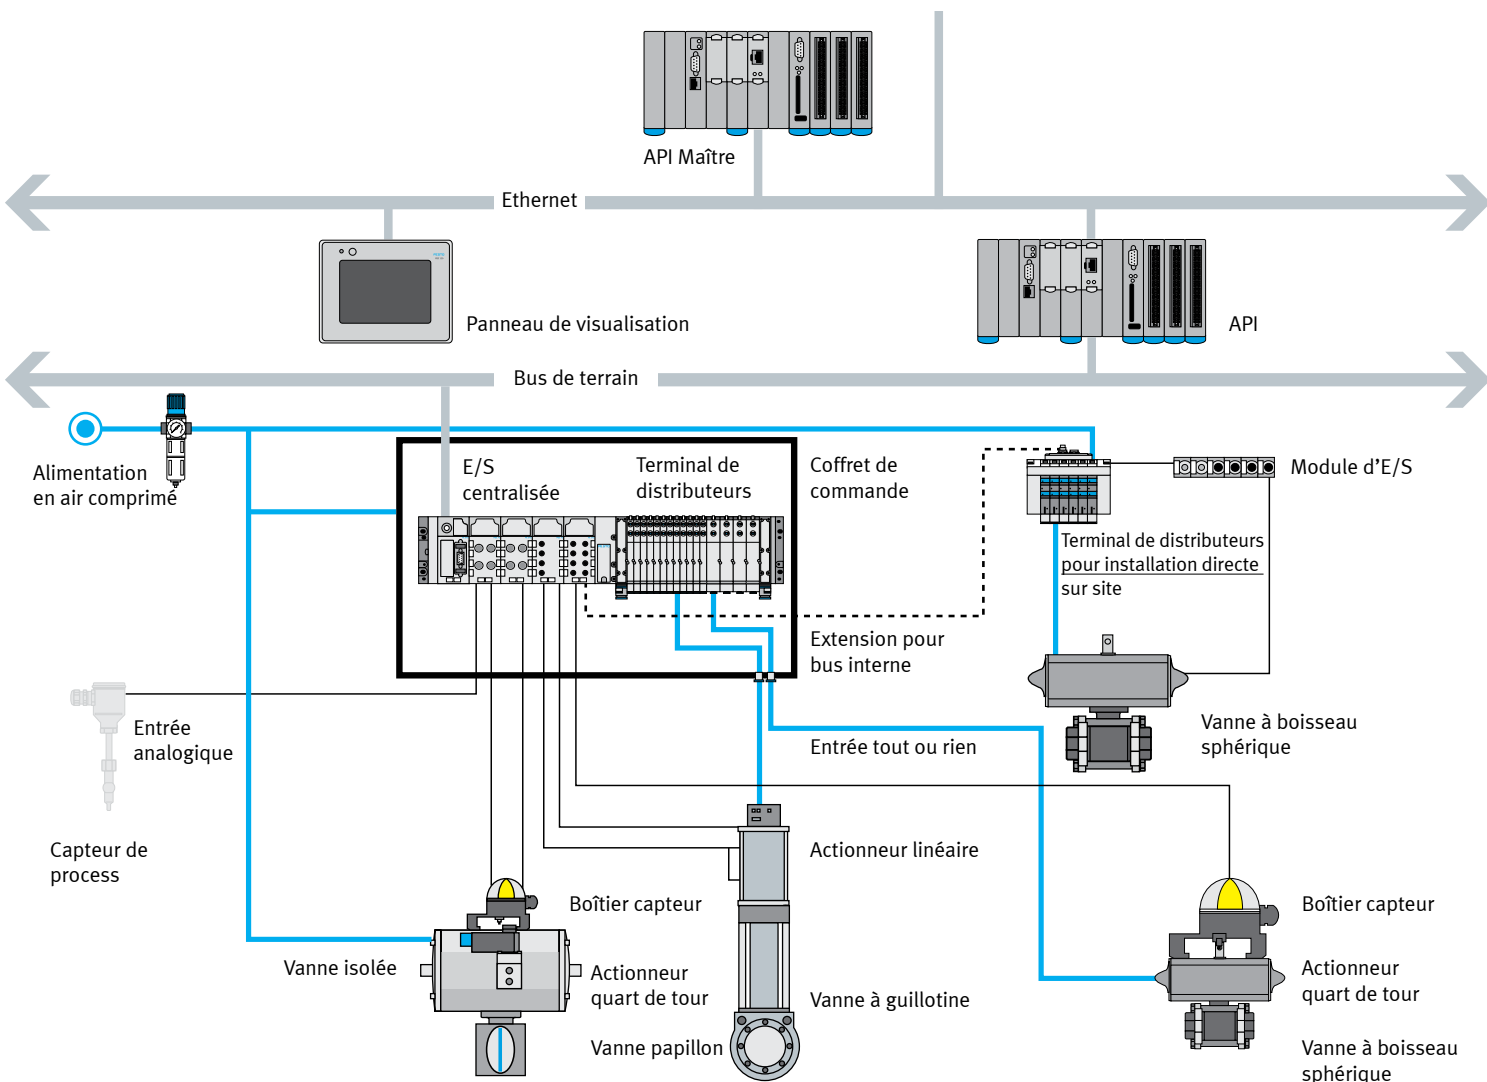 API Maître
Ethernet
Panneau de visualisation
API
Bus de terrain
Alimentation
en air comprimé
E/S
centralisée
Terminal de
distributeurs
Coffret de
commande
Module d'E/S
Terminal de distributeurs
pour installation directe
sur site
Extension pour
bus interne
Entrée
analogique
Entrée tout ou rien
Vanne à boisseau
sphérique
Capteur de
process
Actionneur linéaire
Boîtier capteur
Boîtier capteur
Vanne isolée
Actionneur
quart de tour
Vanne à guillotine
Actionneur
quart de tour
Vanne papillon
Vanne à boisseau
sphérique